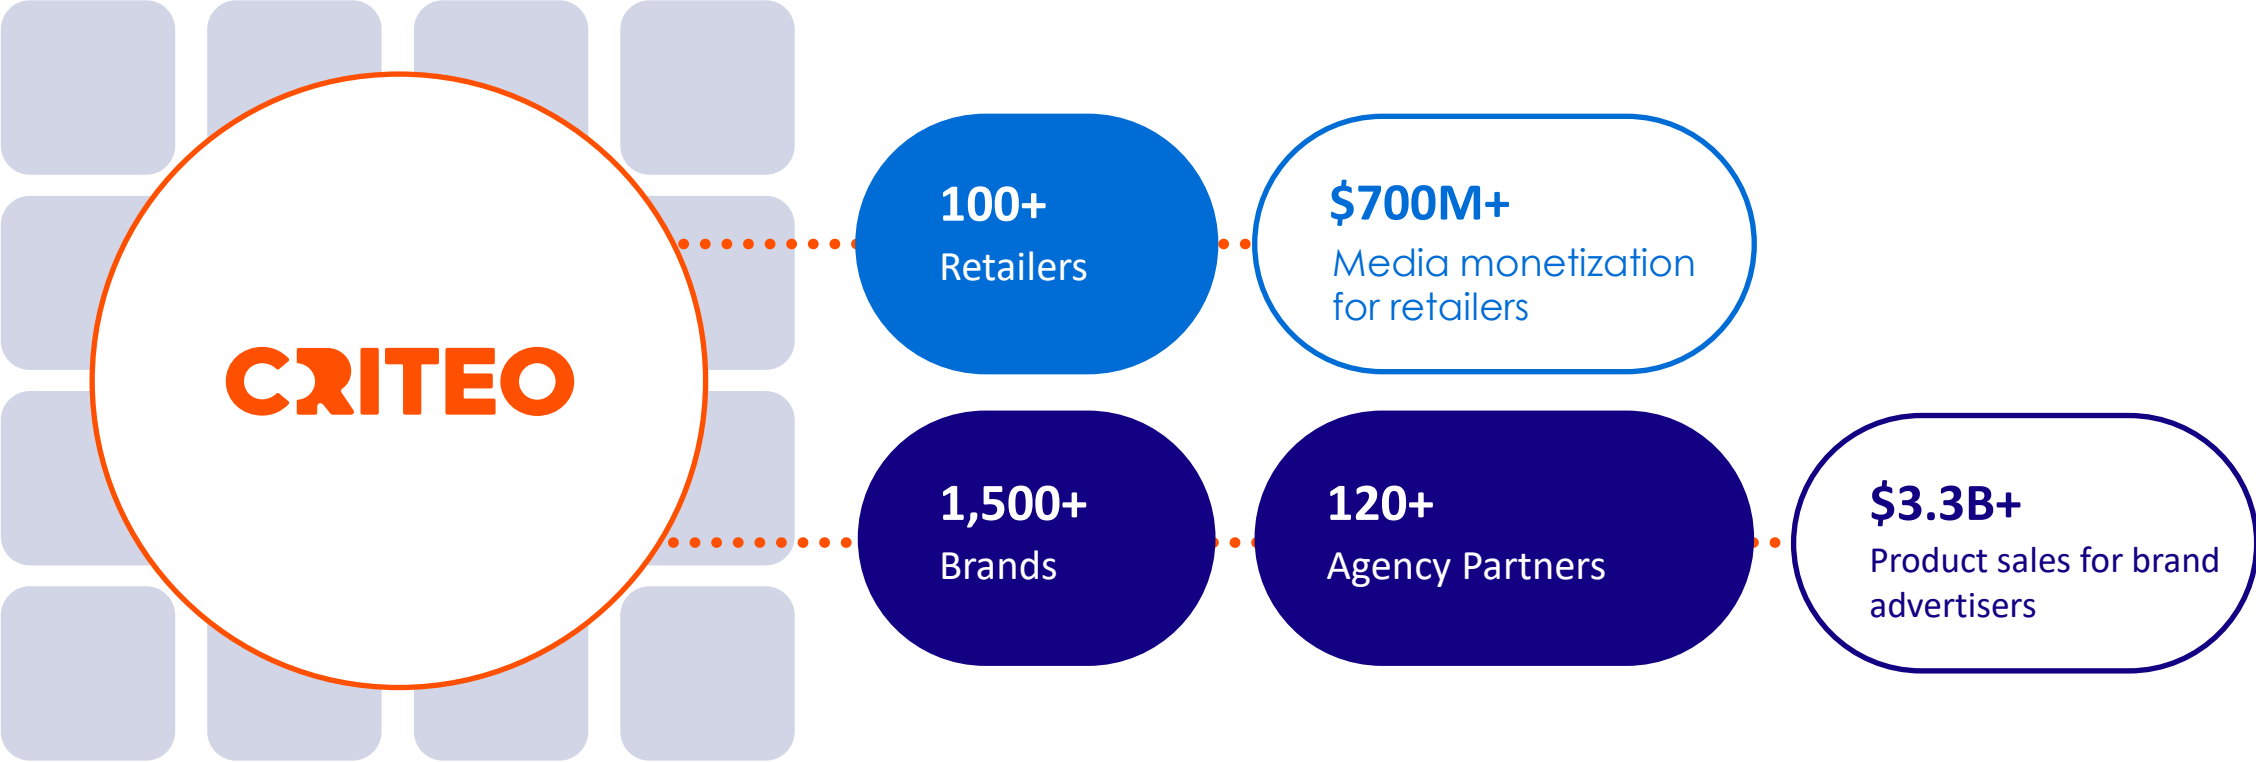 CRITEO
100+
Retailers
$700M+
Media monetization
for retailers
1,500+
Brands
120+
Agency Partners
$3.3B+
Product sales for brand
advertisers